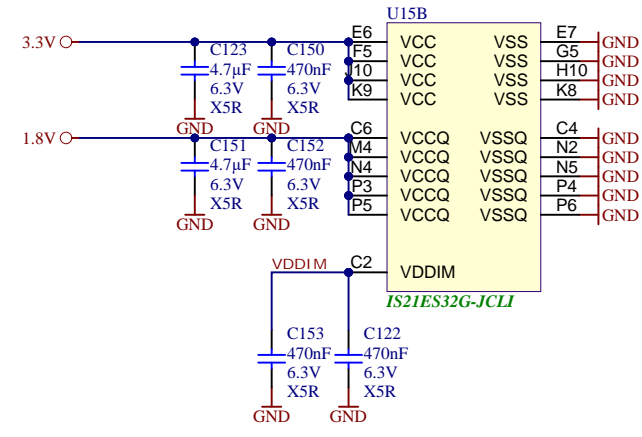 U15B
3.3V
C123
4.7µF
6.3V
X5R
GND
C150
470nF
6.3V
X5R
GND
E6 VCC VSS E7 GND
F5 VCC VSS G5 GND
J10 VCC VSS H10 GND
K9 VCC VSS K8 GND
1.8V
C151
4.7µF
6.3V
X5R
GND
C152
470nF
6.3V
X5R
GND
C6 VCCQ VSSQ C4 GND
M4 VCCQ VSSQ N2 GND
N4 VCCQ VSSQ N5 GND
P3 VCCQ VSSQ P4 GND
P5 VCCQ VSSQ P6 GND
VDDIM C2 VDDIM
IS21ES32G-JCLI
C153
470nF
6.3V
X5R
GND
C122
470nF
6.3V
X5R
GND